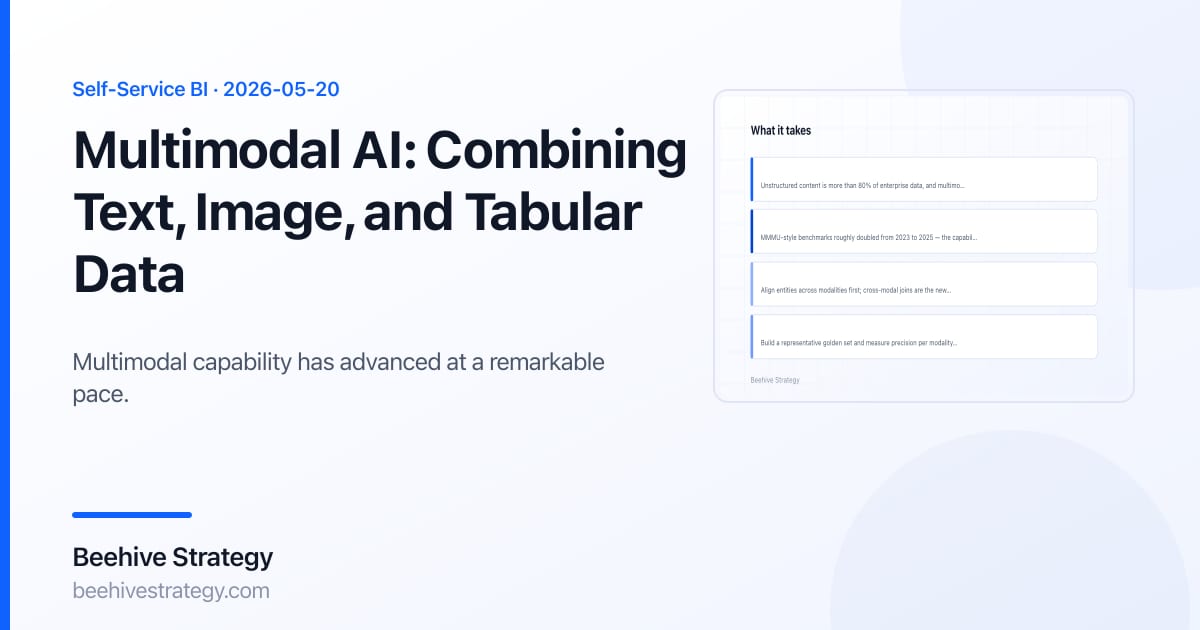 Self-Service BI · 2026-05-20
Multimodal AI: Combining
Text, Image, and Tabular
Data
Multimodal capability has advanced at a remarkable
pace.
Beehive Strategy
beehivestrategy.com
What it takes
Unstructured content is more than 80% of enterprise data, and multimo...
MMMU-style benchmarks roughly doubled from 2023 to 2025 — the capabil...
Align entities across modalities first; cross-modal joins are the new...
Build a representative golden set and measure precision per modality...
Beehive Strategy